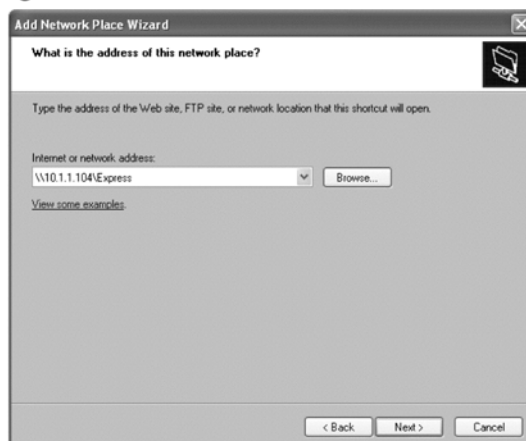 Add Network Place Wizard
What is the address of this network place?
Type the address of the Web site, FTP site, or network location that this shortcut will open.
Internet or network address:
\\10.1.1.104\Express
Browse...
View some examples.
< Back
Next >
Cancel